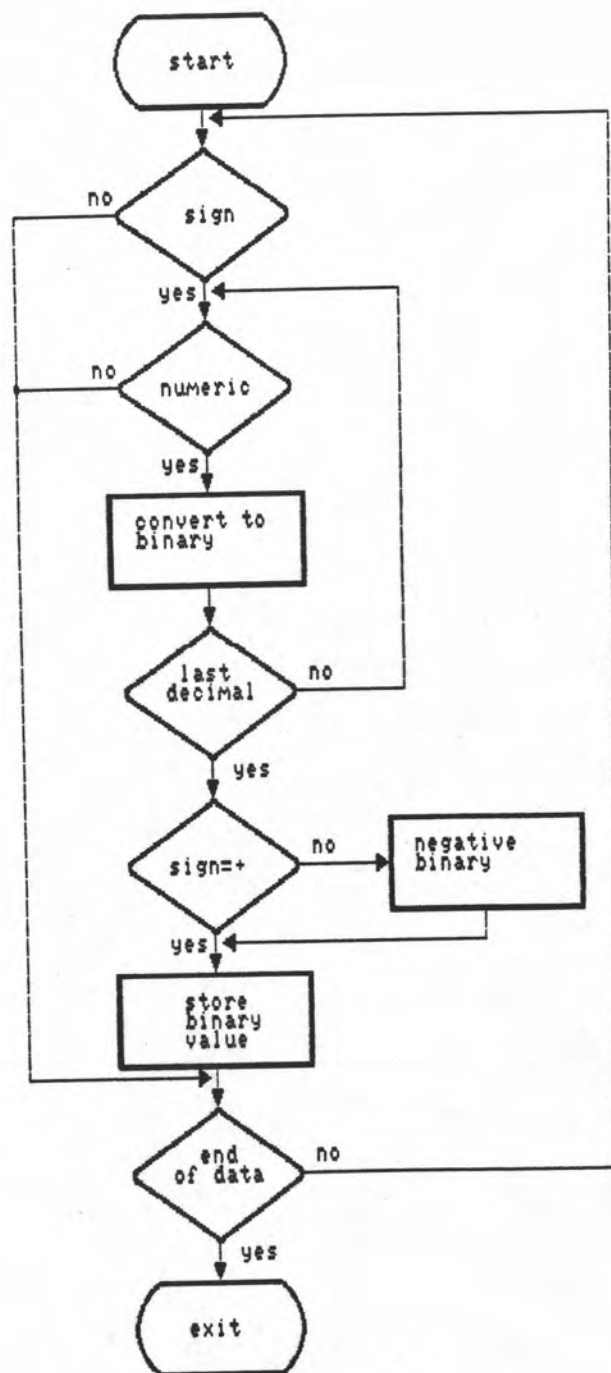 start
no
sign
yes
no
numeric
yes
convert to
binary
last
decimal
no
yes
sign=+
no
negative
binary
yes
store
binary
value
end
of data
no
yes
exit